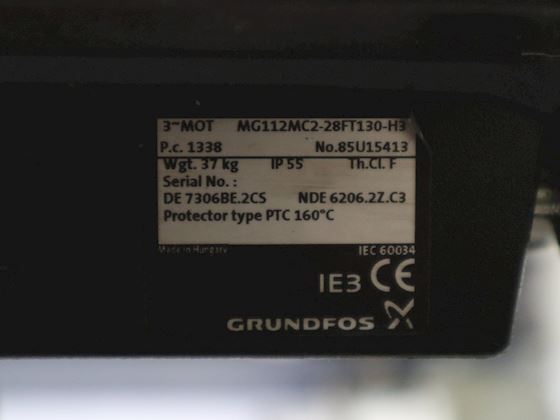 3~MOT MG112MC2-28FT130-H3
P.c. 1338 No.85U15413
Wgt. 37 kg IP 55 Th.Cl. F
Serial No. :
DE 7306BE.2CS NDE 6206.2Z.C3
Protector type PTC 160°C
Made in Hungary IEC 60034
IE3 CE
GRUNDFOS